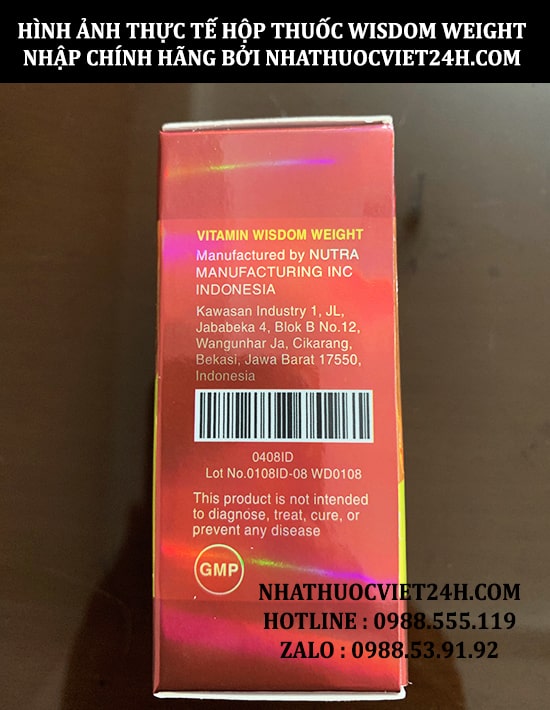 HÌNH ẢNH THỰC TẾ HỘP THUỐC WISDOM WEIGHT
NHẬP CHÍNH HÃNG BỞI NHATHUOCVIET24H.COM
VITAMIN WISDOM WEIGHT
Manufactured by NUTRA
MANUFACTURING INC
INDONESIA
Kawasan Industry 1, JL,
Jababeka 4, Blok B No.12,
Wangunhar Ja, Cikarang,
Bekasi, Jawa Barat 17550,
Indonesia
0408ID
Lot No.0108ID-08 WD0108
This product is not intended
to diagnose, treat, cure, or
prevent any disease
GMP
NHATHUOCVIET24H.COM
HOTLINE : 0988.555.119
ZALO : 0988.53.91.92